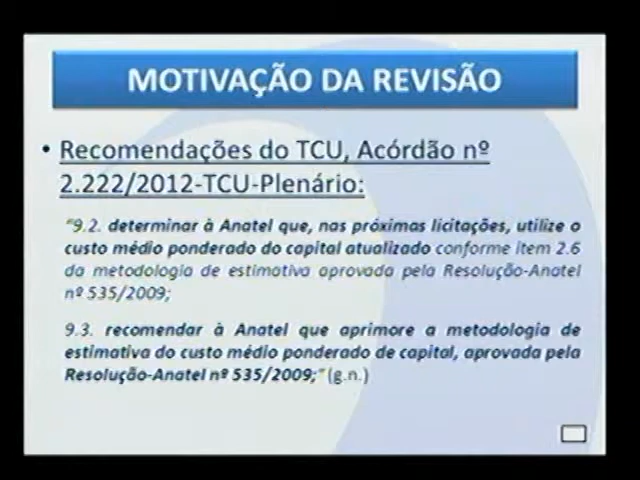 MOTIVAÇÃO DA REVISÃO
• Recomendações do TCU, Acórdão nº
2.222/2012-TCU-Plenário:
"9.2. determinar à Anatel que, nas próximas licitações, utilize o
custo médio ponderado do capital atualizado conforme item 2.6
da metodologia de estimativa aprovada pela Resolução-Anatel
nº 535/2009;
9.3. recomendar à Anatel que aprimore a metodologia de
estimativa do custo médio ponderado de capital, aprovada pela
Resolução-Anatel nº 535/2009;" (g.n.)